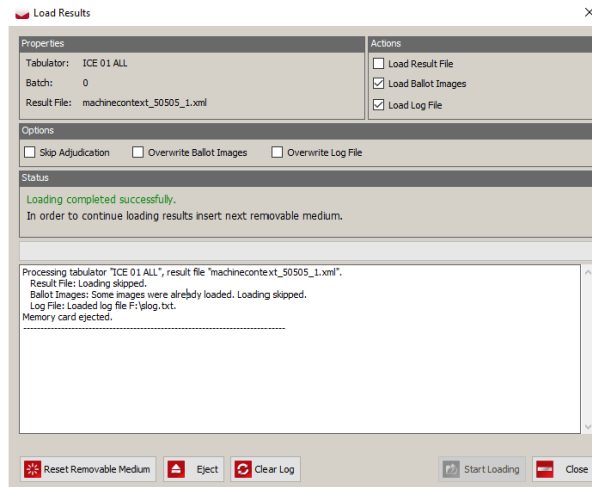 Load Results
Properties
Tabulator: ICE 01 ALL
Batch: 0
Result File: machinecontext_50505_1.xml
Actions
Load Result File
Load Ballot Images
Load Log File
Options
Skip Adjudication Overwrite Ballot Images Overwrite Log File
Status
Loading completed successfully.
In order to continue loading results insert next removable medium.
Processing tabulator "ICE 01 ALL", result file "machinecontext_50505_1.xml".
Result File: Loading skipped.
Ballot Images: Some images were already loaded. Loading skipped.
Log File: Loaded log file F:\slog.txt.
Memory card ejected.
--------------------------------------------------------------------------
Reset Removable Medium Eject Clear Log Start Loading Close